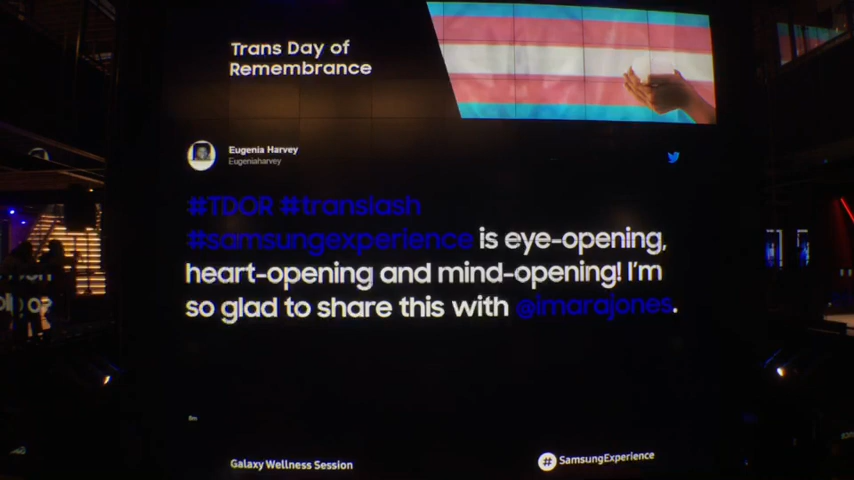 Trans Day of
Remembrance
Eugenia Harvey
Eugeniaharvey
#TDOR #translash
#samsungexperience is eye-opening,
heart-opening and mind-opening! I'm
so glad to share this with @imarajones.
Galaxy Wellness Session
# SamsungExperience